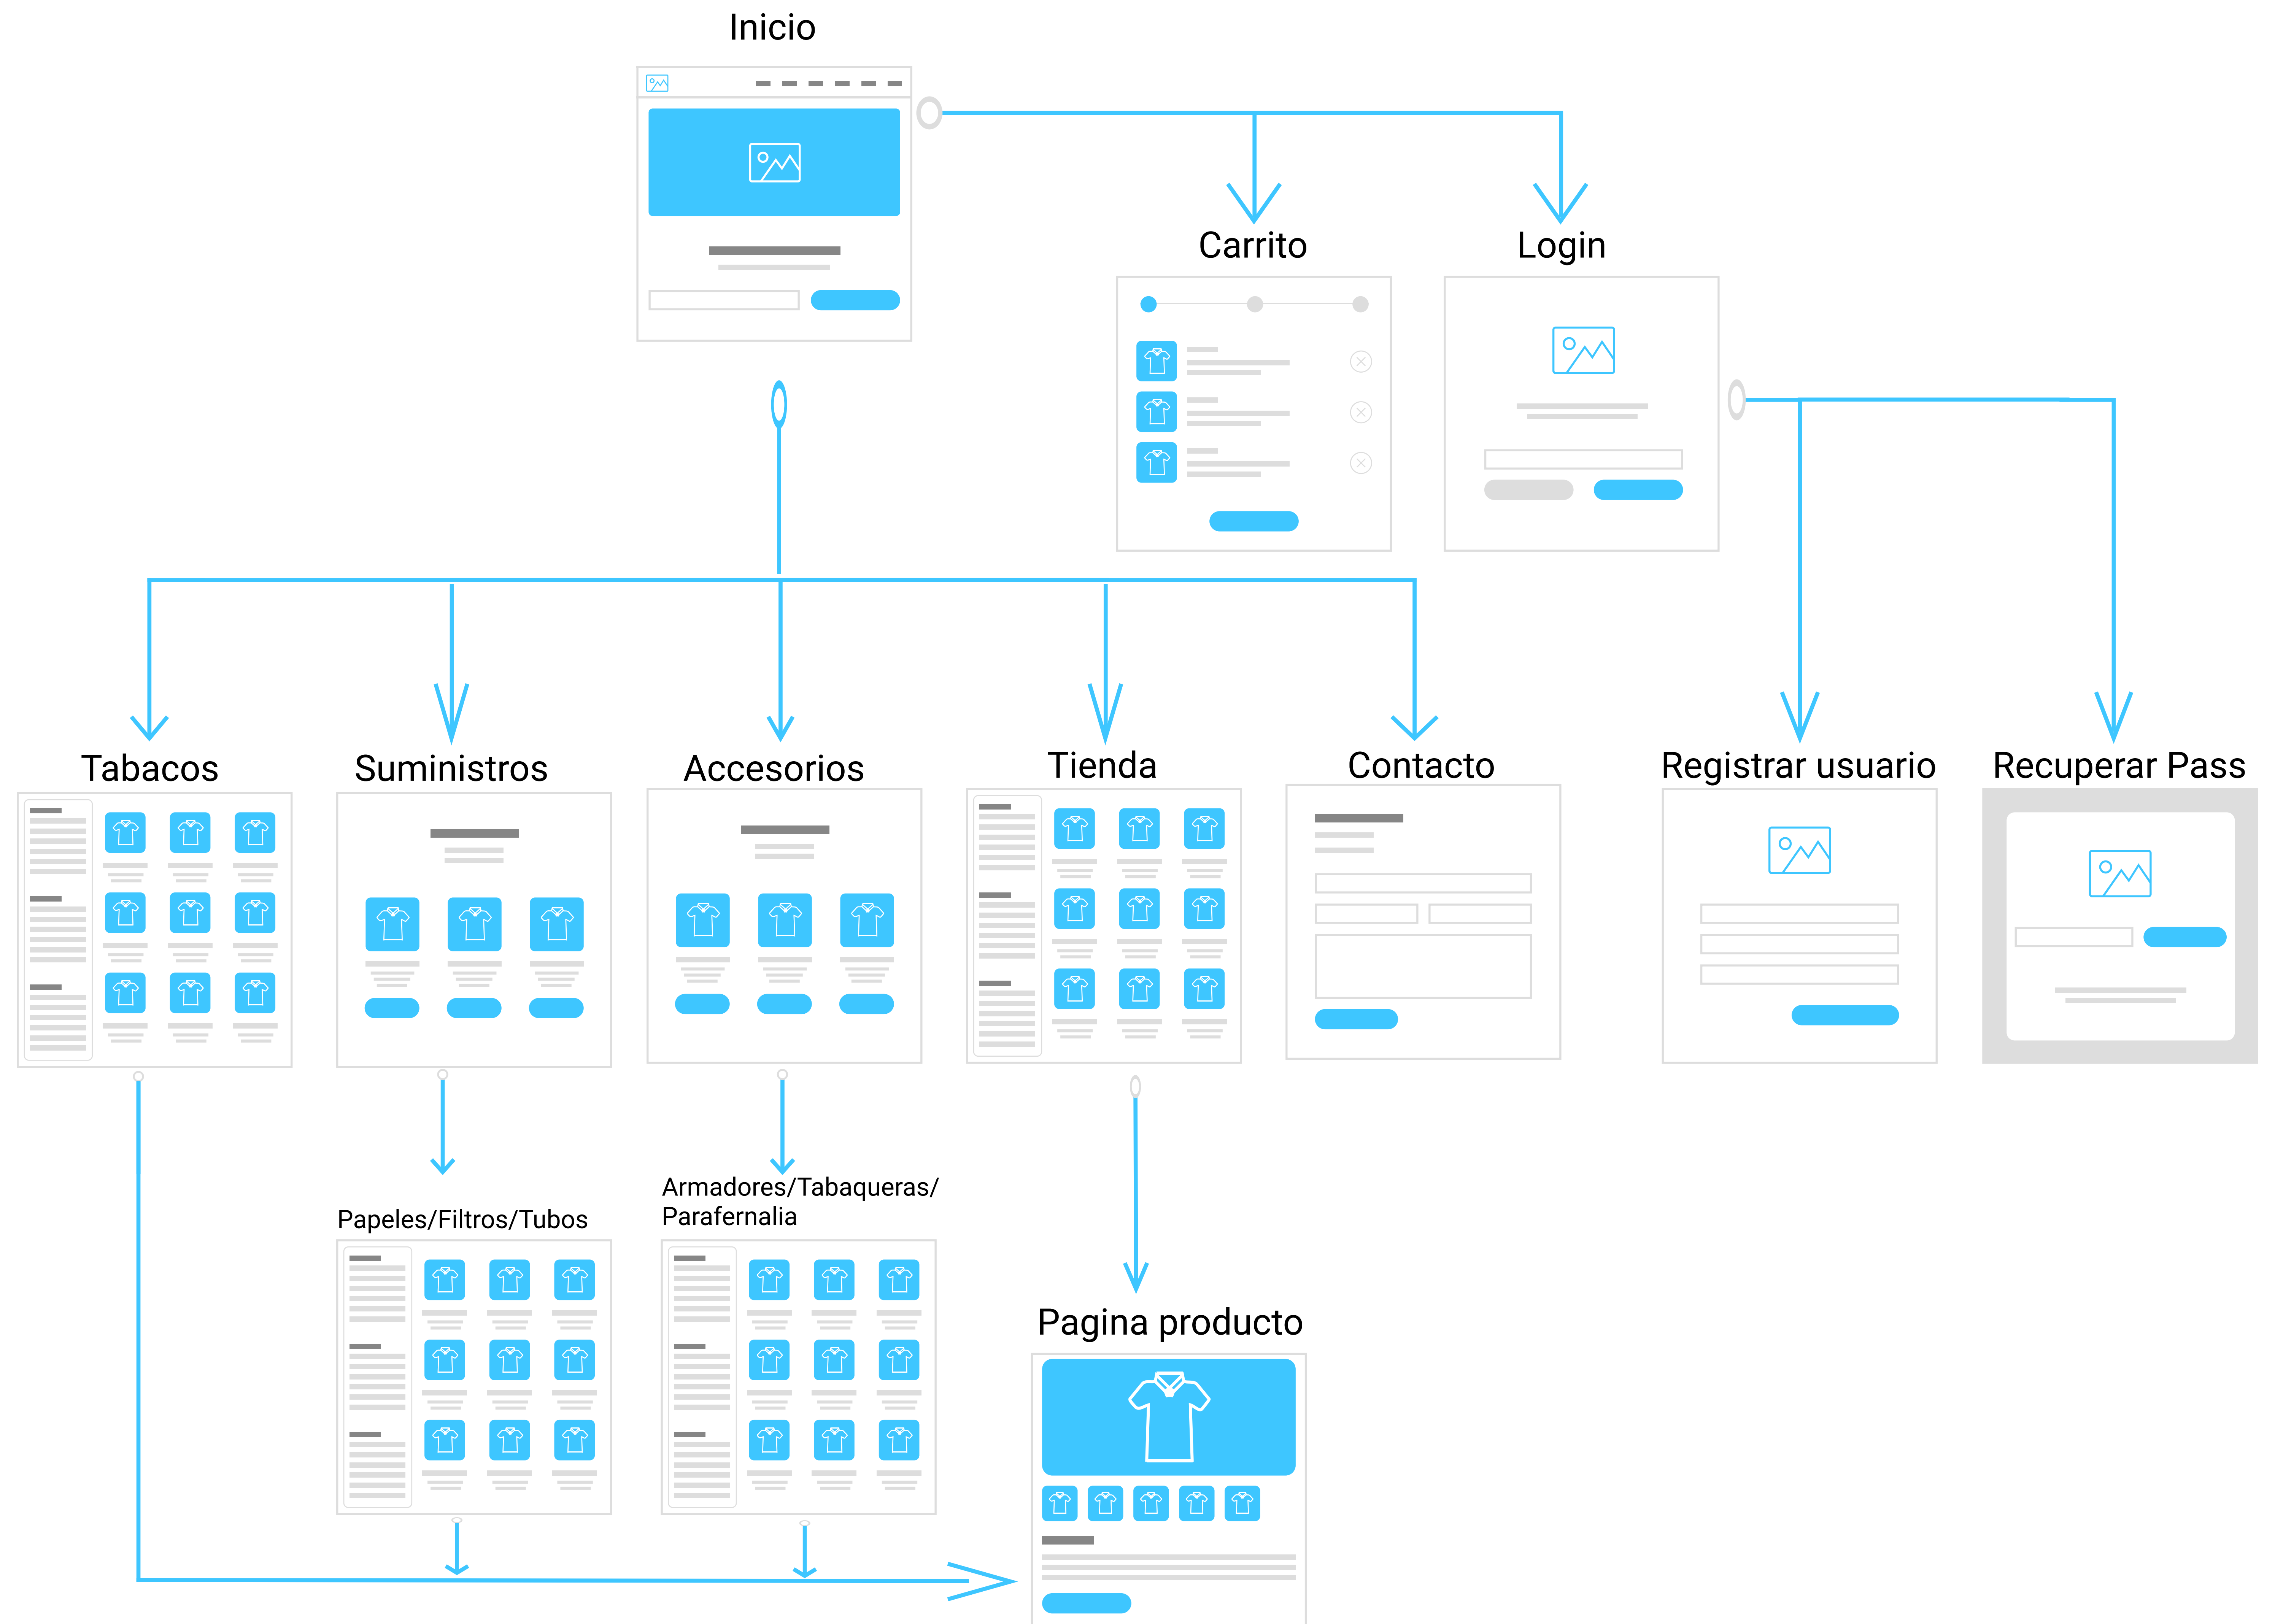 Inicio
Carrito
Login
Tabacos
Suministros
Accesorios
Tienda
Contacto
Registrar usuario
Recuperar Pass
Papeles/Filtros/Tubos
Armadores/Tabaqueras/
Parafernalia
Pagina producto